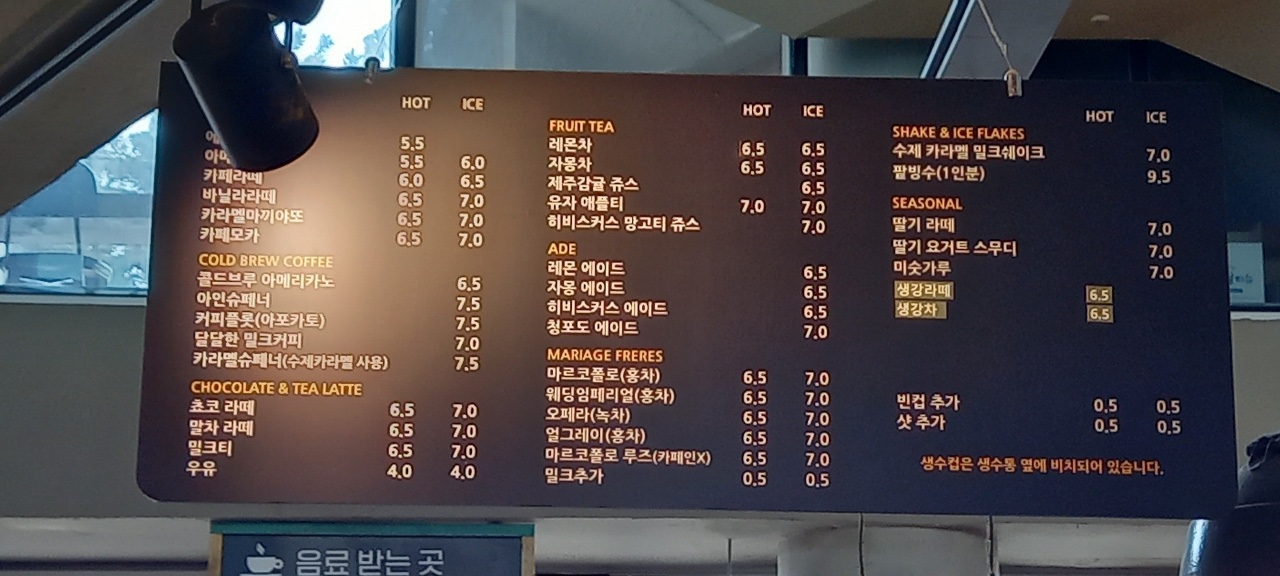 HOT ICE
5.5
5.5 6.0
카페라떼 6.0 6.5
바닐라라떼 6.5 7.0
카라멜마끼야또 6.5 7.0
카페모카 6.5 7.0
COLD BREW COFFEE
콜드브루 아메리카노 6.5
아인슈페너 7.5
커피플롯(아포카토) 7.5
달달한 밀크커피 7.0
카라멜슈페너(수제카라멜 사용) 7.5
CHOCOLATE & TEA LATTE
쵸코 라떼 6.5 7.0
말차 라떼 6.5 7.0
밀크티 6.5 7.0
우유 4.0 4.0
HOT ICE
FRUIT TEA
레몬차 6.5 6.5
자몽차 6.5 6.5
제주감귤 쥬스 6.5
유자 애플티 7.0 7.0
히비스커스 망고티 쥬스 7.0
ADE
레몬 에이드 6.5
자몽 에이드 6.5
히비스커스 에이드 6.5
청포도 에이드 7.0
MARIAGE FRERES
마르코폴로(홍차) 6.5 7.0
웨딩임페리얼(홍차) 6.5 7.0
오페라(녹차) 6.5 7.0
얼그레이(홍차) 6.5 7.0
마르코폴로 루즈(카페인X) 6.5 7.0
밀크추가 0.5 0.5
HOT ICE
SHAKE & ICE FLAKES
수제 카라멜 밀크쉐이크 7.0
팥빙수(1인분) 9.5
SEASONAL
딸기 라떼 7.0
딸기 요거트 스무디 7.0
미숫가루 7.0
생강라떼 6.5
생강차 6.5
빈컵 추가 0.5 0.5
샷 추가 0.5 0.5
생수컵은 생수통 옆에 비치되어 있습니다.
음료 받는 곳